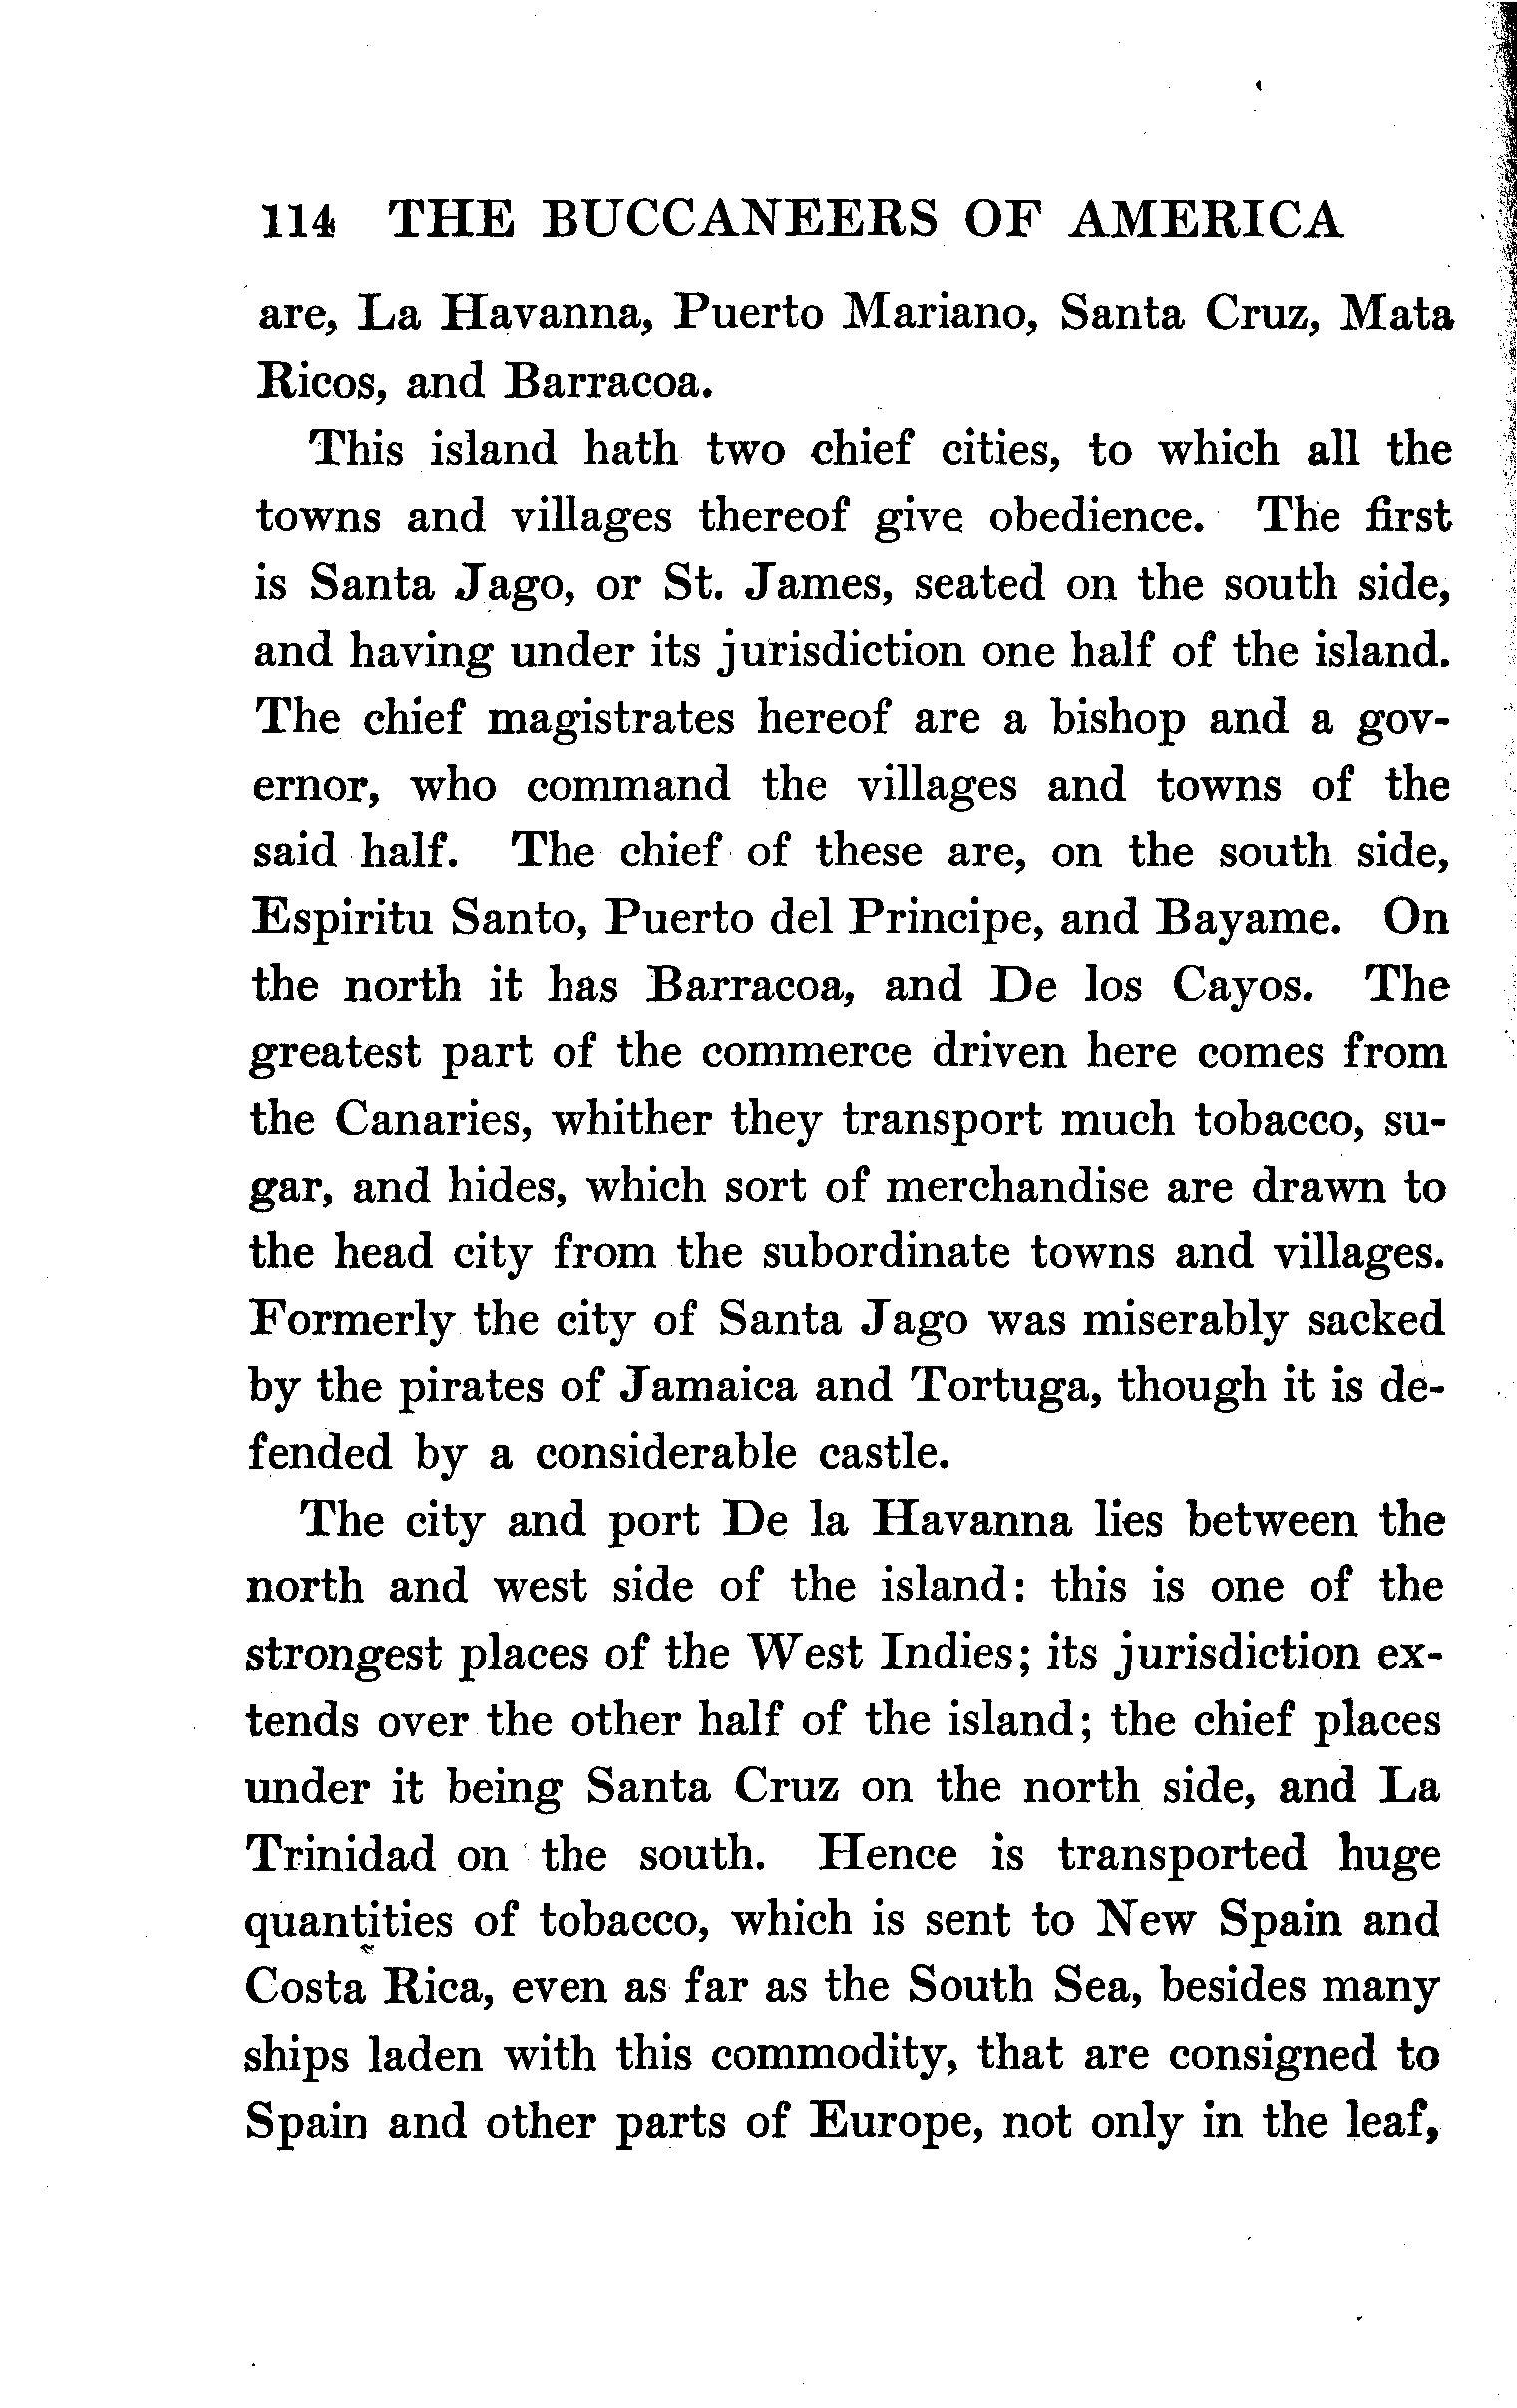 114 THE BUCCANEERS OF AMERICA
are, La Havanna, Puerto Mariano, Santa Cruz, Mata
Ricos, and Barracoa.
This island hath two chief cities, to which all the
towns and villages thereof give obedience. The first
is Santa Jago, or St. James, seated on the south side,
and having under its jurisdiction one half of the island.
The chief magistrates hereof are a bishop and a gov-
ernor, who command the villages and towns of the
said half. The chief of these are, on the south side,
Espiritu Santo, Puerto del Principe, and Bayame. On
the north it has Barracoa, and De los Cayos. The
greatest part of the commerce driven here comes from
the Canaries, whither they transport much tobacco, su-
gar, and hides, which sort of merchandise are drawn to
the head city from the subordinate towns and villages.
Formerly the city of Santa Jago was miserably sacked
by the pirates of Jamaica and Tortuga, though it is de-
fended by a considerable castle.
The city and port De la Havanna lies between the
north and west side of the island: this is one of the
strongest places of the West Indies; its jurisdiction ex-
tends over the other half of the island; the chief places
under it being Santa Cruz on the north side, and La
Trinidad on the south. Hence is transported huge
quantities of tobacco, which is sent to New Spain and
Costa Rica, even as far as the South Sea, besides many
ships laden with this commodity, that are consigned to
Spain and other parts of Europe, not only in the leaf,